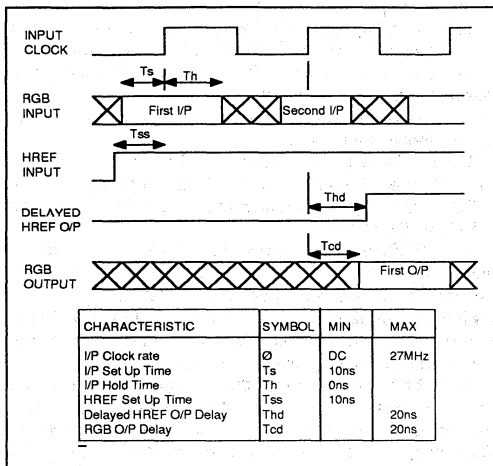 INPUT
CLOCK
Ts
Th
RGB
INPUT
First I/P
Second I/P
Tss
HREF
INPUT
Thd
DELAYED
HREF O/P
Tcd
RGB
OUTPUT
First O/P
CHARACTERISTIC SYMBOL MIN MAX
I/P Clock rate Ø DC 27MHz
I/P Set Up Time Ts 10ns
I/P Hold Time Th 0ns
HREF Set Up Time Tss 10ns
Delayed HREF O/P Delay Thd 20ns
RGB O/P Delay Tcd 20ns